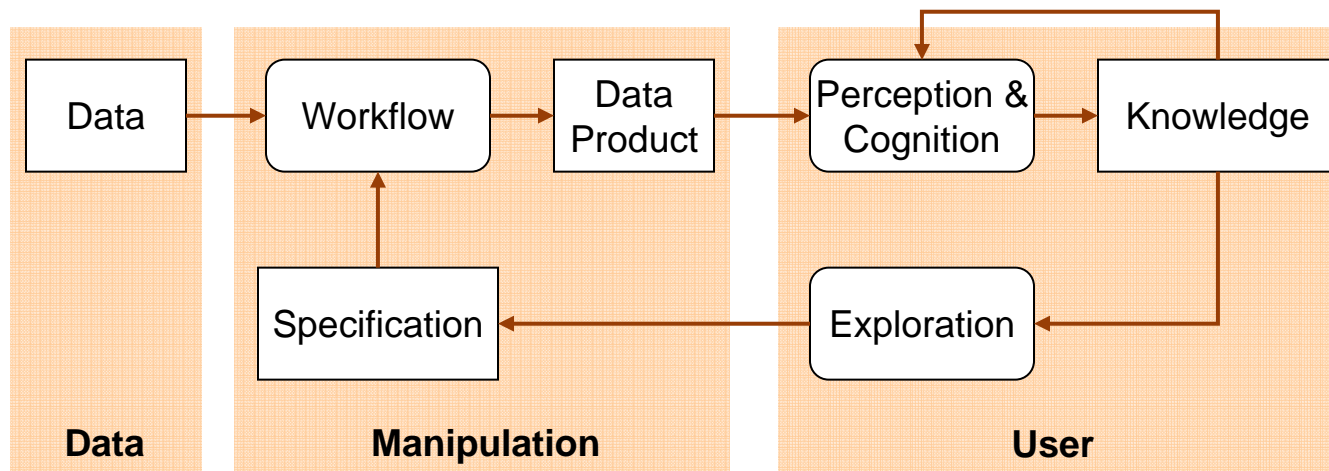 Data
Workflow
Data
Product
Perception &
Cognition
Knowledge
Specification
Exploration
Data
Manipulation
User